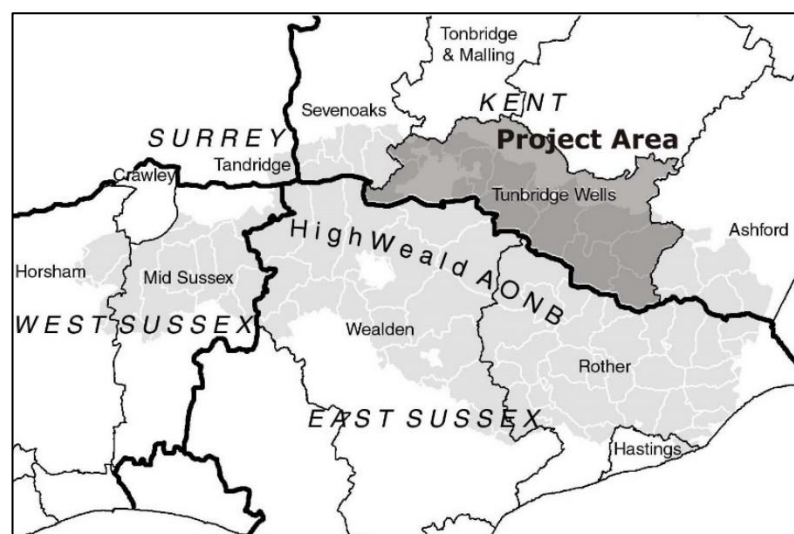 Tonbridge
& Malling
Sevenoaks
KENT
SURREY
Project Area
Tandridge
Crawley
Tunbridge Wells
Ashford
High Weald AONB
Horsham
Mid Sussex
WEST SUSSEX
Wealden
Rother
EAST SUSSEX
Hastings